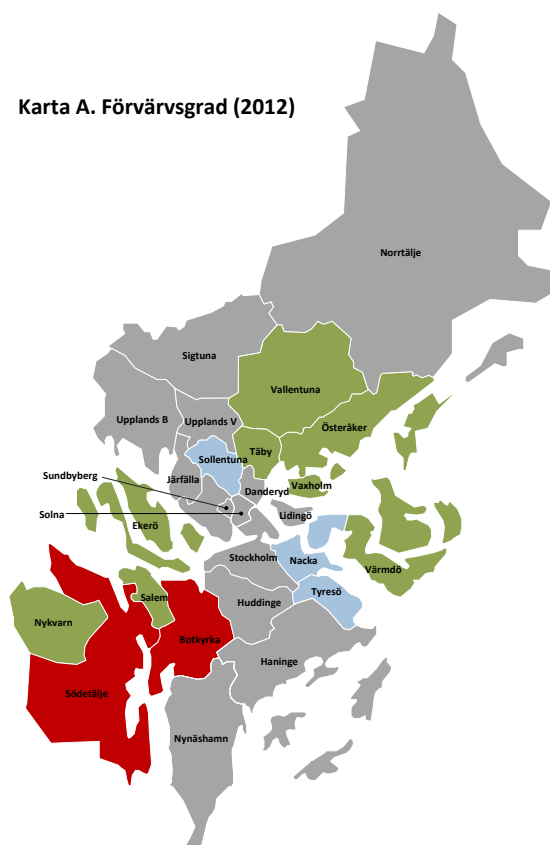 Karta A. Förvärvsgrad (2012)
Norrtälje
Sigtuna
Vallentuna
Upplands B
Upplands V
Österåker
Täby
Sollentuna
Sundbyberg
Järfälla
Vaxholm
Danderyd
Solna
Lidingö
Ekerö
Stockholm
Nacka
Värmdö
Tyresö
Salem
Huddinge
Nykvarn
Botkyrka
Haninge
Södetälje
Nynäshamn